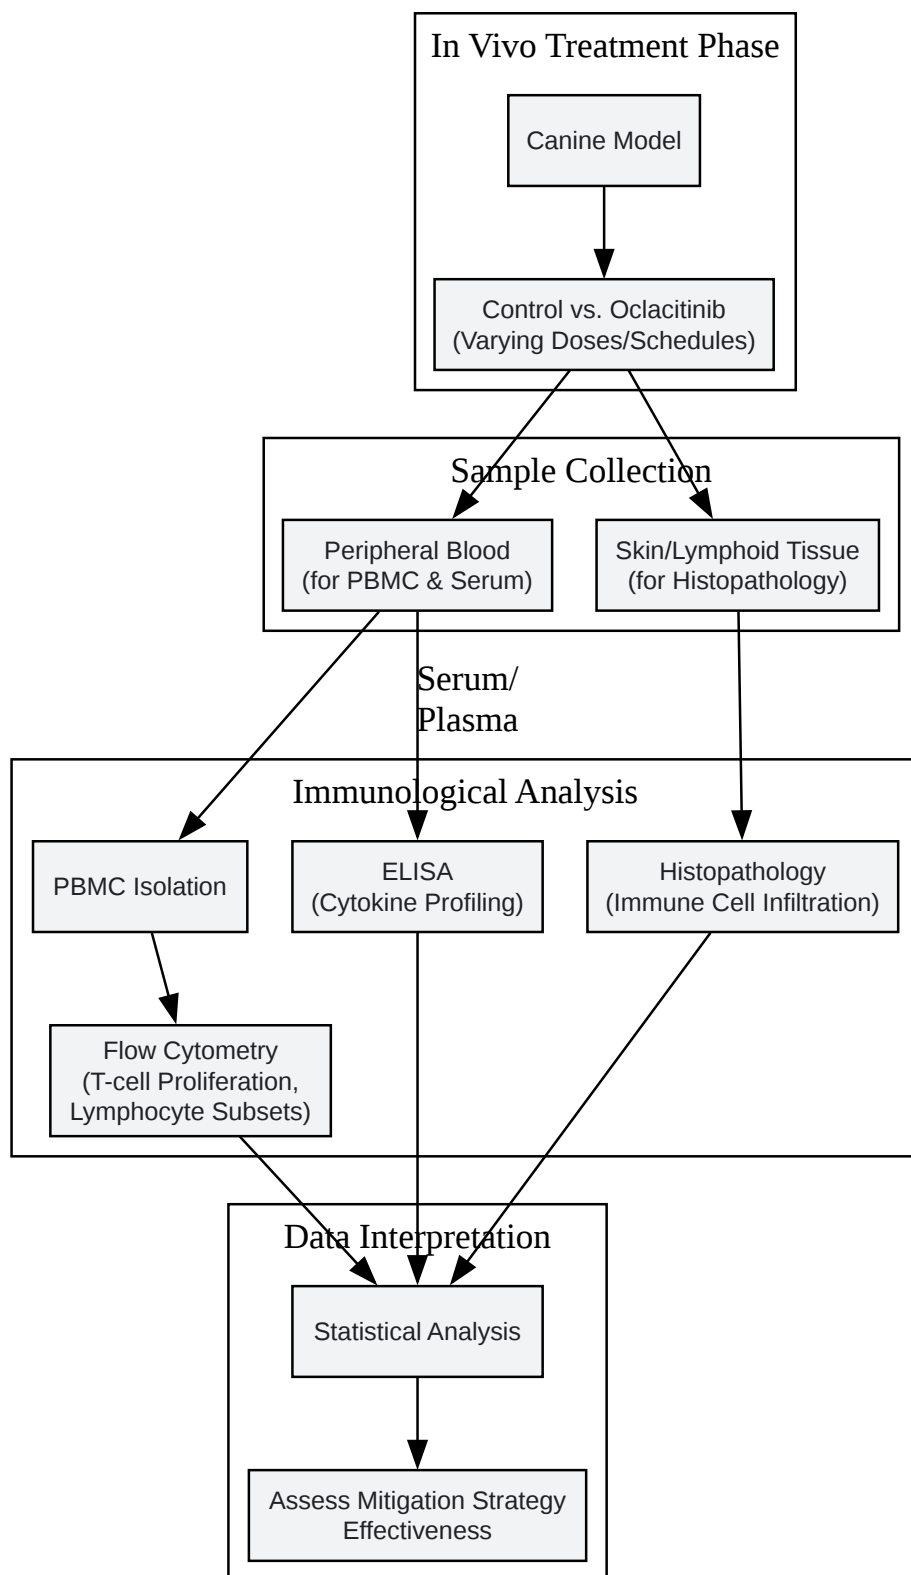 In Vivo Treatment Phase
Canine Model
Control vs. Oclacitinib
(Varying Doses/Schedules)
Sample Collection
Peripheral Blood
(for PBMC & Serum)
Skin/Lymphoid Tissue
(for Histopathology)
Serum/
Plasma
Immunological Analysis
PBMC Isolation
ELISA
(Cytokine Profiling)
Histopathology
(Immune Cell Infiltration)
Flow Cytometry
(T-cell Proliferation,
Lymphocyte Subsets)
Data Interpretation
Statistical Analysis
Assess Mitigation Strategy
Effectiveness